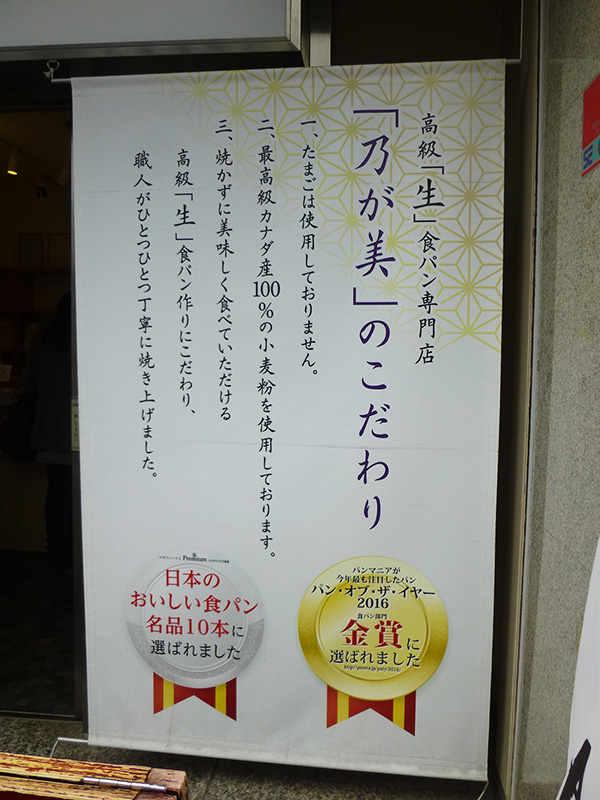 高級「生」食パン専門店
「乃が美」のこだわり
一、たまごは使用しておりません。
二、最高級カナダ産100%の小麦粉を使用しております。
三、焼かずに美味しく食べていただける
高級「生」食パン作りにこだわり、
職人がひとつひとつ丁寧に焼き上げました。
パンマニアが
今年最も注目したパン
パン・オブ・ザ・イヤー
2016
食パン部門
金賞に
選ばれました
http://panota.jp/poty/2016/
Premium
日本の
おいしい食パン
名品10本に
選ばれました